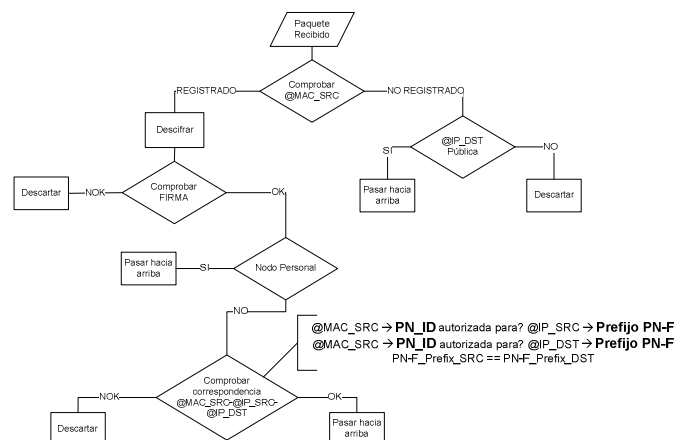 Paquete
Recibido
Comprobar
@MAC_SRC
REGISTRADO
NO REGISTRADO
Descifrar
@IP_DST
Pública
SI
NO
Pasar hacia
arriba
Descartar
Descartar
NOK
Comprobar
FIRMA
OK
Pasar hacia
arriba
SI
Nodo Personal
NO
@MAC_SRC → PN_ID autorizada para? @IP_SRC → Prefijo PN-F
@MAC_SRC → PN_ID autorizada para? @IP_DST → Prefijo PN-F
PN-F_Prefix_SRC == PN-F_Prefix_DST
Comprobar
correspondencia
@MAC_SRC-@IP_SRC-
@IP_DST
NOK
OK
Descartar
Pasar hacia
arriba